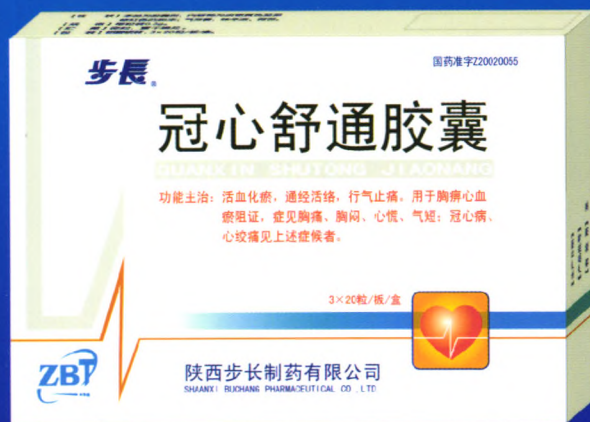 步長
国药准字Z20020055
冠心舒通胶囊
GUANXIN SHUTONG JIAONANG
功能主治：活血化瘀，通经活络，行气止痛。用于胸痹心血
瘀阻证，症见胸痛、胸闷、心慌、气短；冠心病、
心绞痛见上述症候者。
3×20粒/板/盒
ZBT
陕西步长制药有限公司
SHAANXI BUCHANG PHARMACEUTICAL CO., LTD